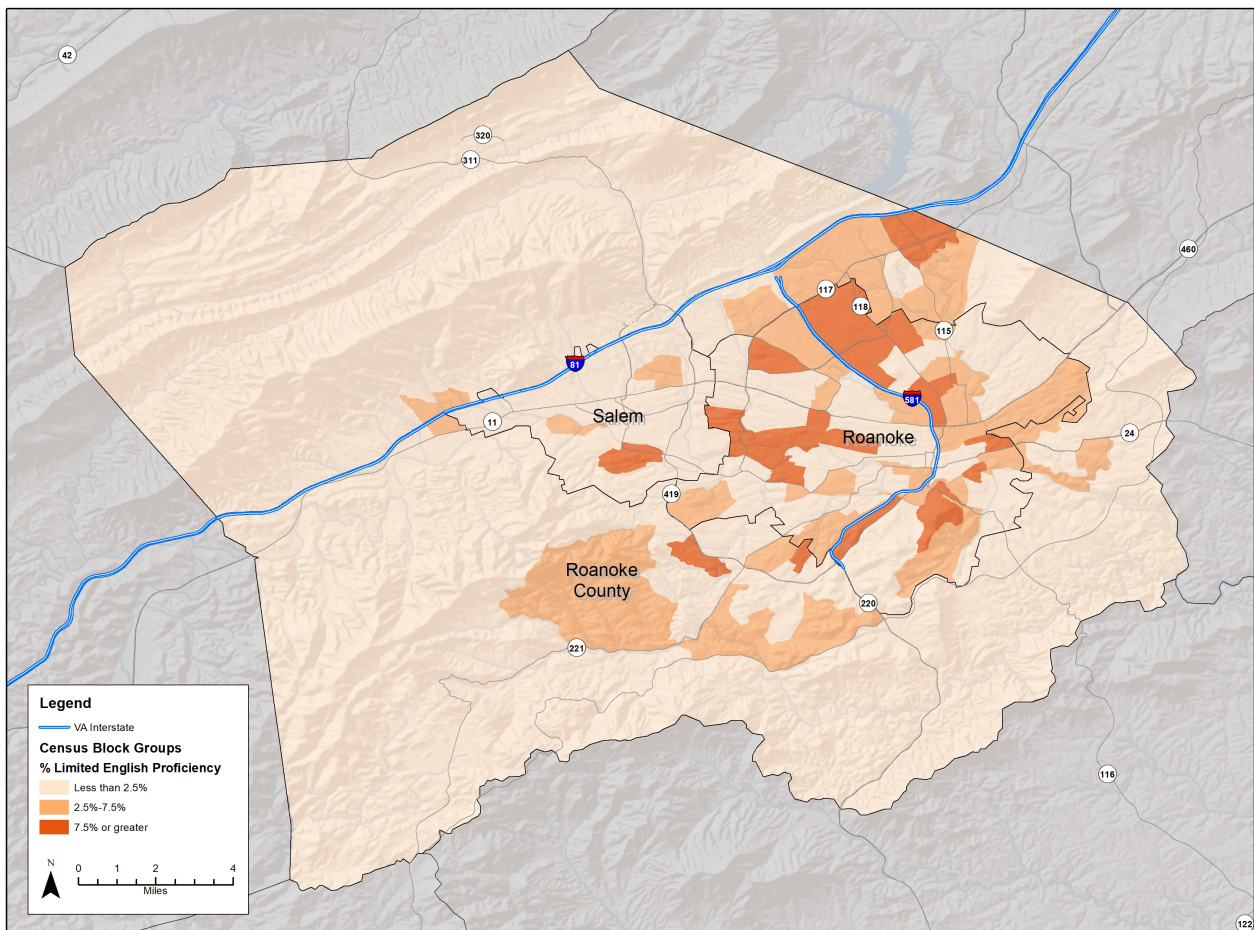 42
320
311
460
117
118
115
81
581
11
Salem
Roanoke
24
419
Roanoke
County
220
221
116
122
Legend
VA Interstate
Census Block Groups
% Limited English Proficiency
Less than 2.5%
2.5%-7.5%
7.5% or greater
N
0 1 2 4
Miles